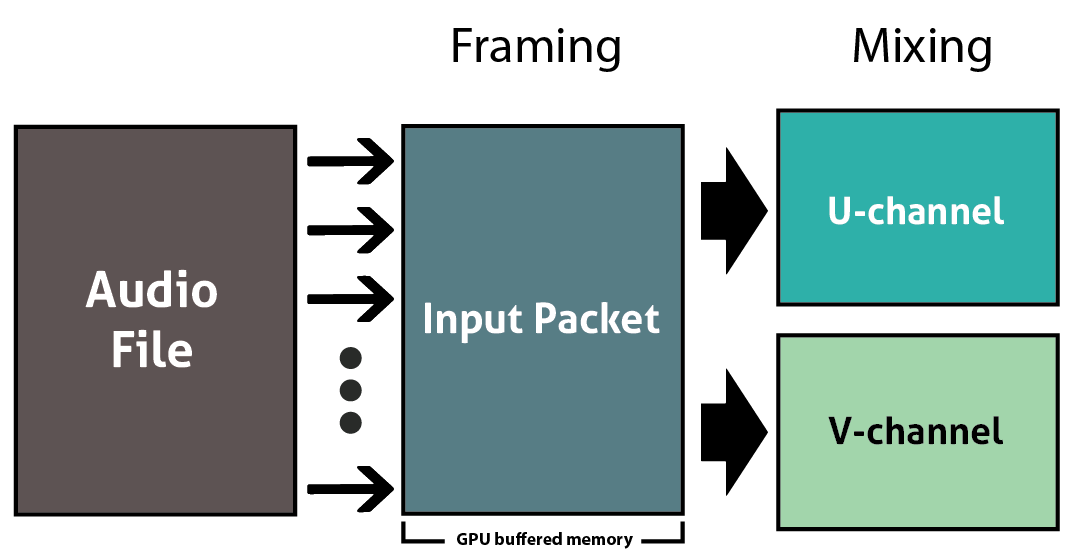 Framing
Mixing
Audio
File
Input Packet
U-channel
V-channel
GPU buffered memory